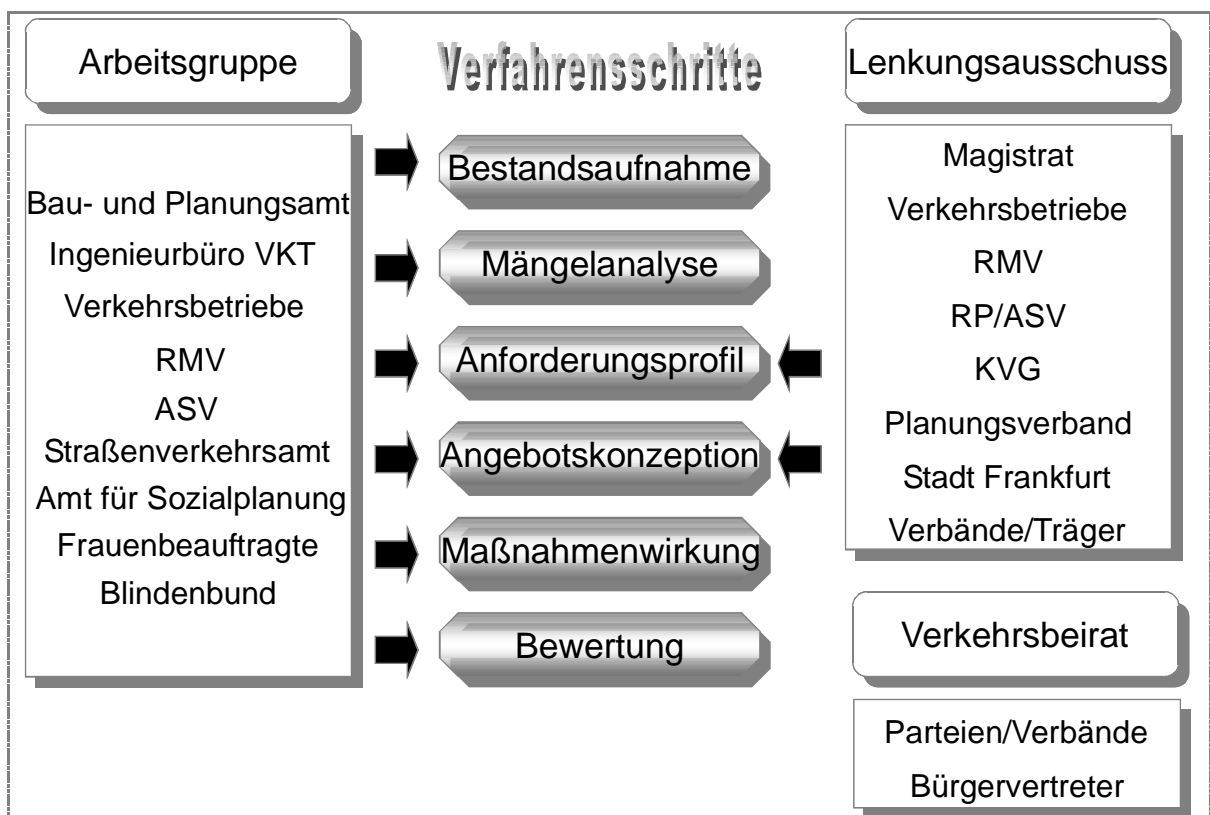 Arbeitsgruppe
Bau- und Planungsamt
Ingenieurbüro VKT
Verkehrsbetriebe
RMV
ASV
Straßenverkehrsamt
Amt für Sozialplanung
Frauenbeauftragte
Blindenbund
Verfahrensschritte
Bestandsaufnahme
Mängelanalyse
Anforderungsprofil
Angebotskonzeption
Maßnahmenwirkung
Bewertung
Lenkungsausschuss
Magistrat
Verkehrsbetriebe
RMV
RP/ASV
KVG
Planungsverband
Stadt Frankfurt
Verbände/Träger
Verkehrsbeirat
Parteien/Verbände
Bürgervertreter